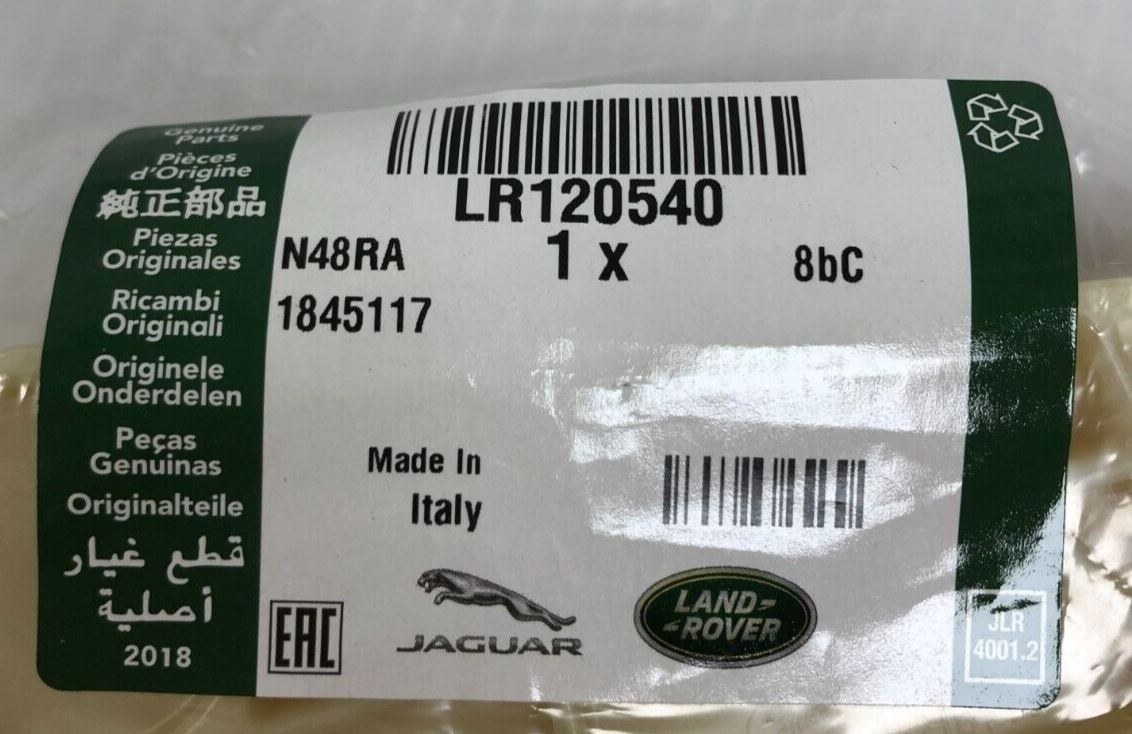 Genuine
Parts
Pièces
d'Origine
純正部品
Piezas
Originales
Ricambi
Originali
Originele
Onderdelen
Peças
Genuinas
Originalteile
قطع غيار
أصلية
2018
LR120540
N48RA 1 x 8bC
1845117
Made In
Italy
EAC
JAGUAR
LAND-
-ROVER
JLR
4001.2